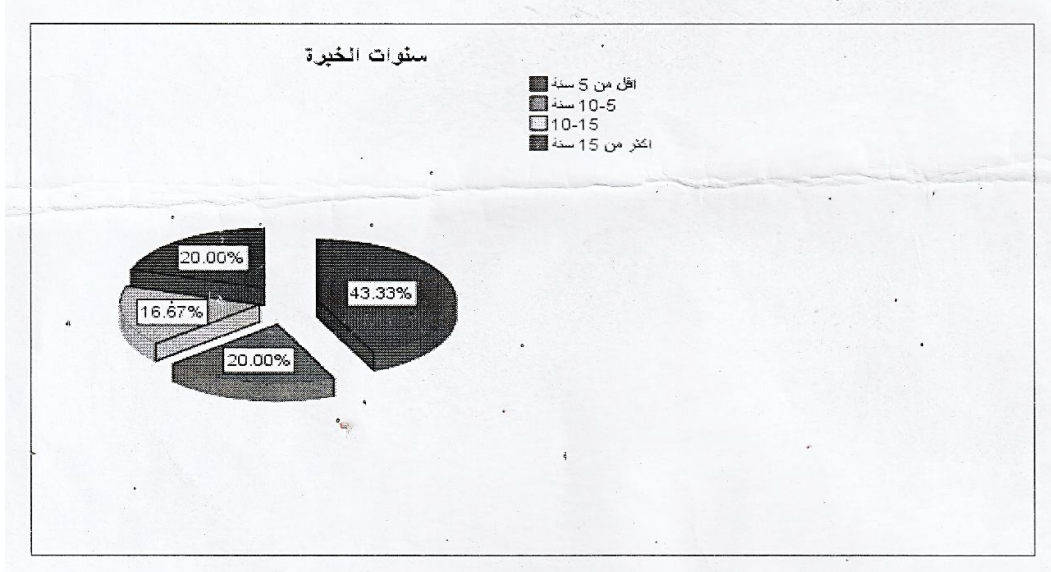 سنوات الخبرة
اقل من 5 سنة
5-10 سنة
10-15
اكثر من 15 سنة
20.00%
43.33%
16.67%
20.00%